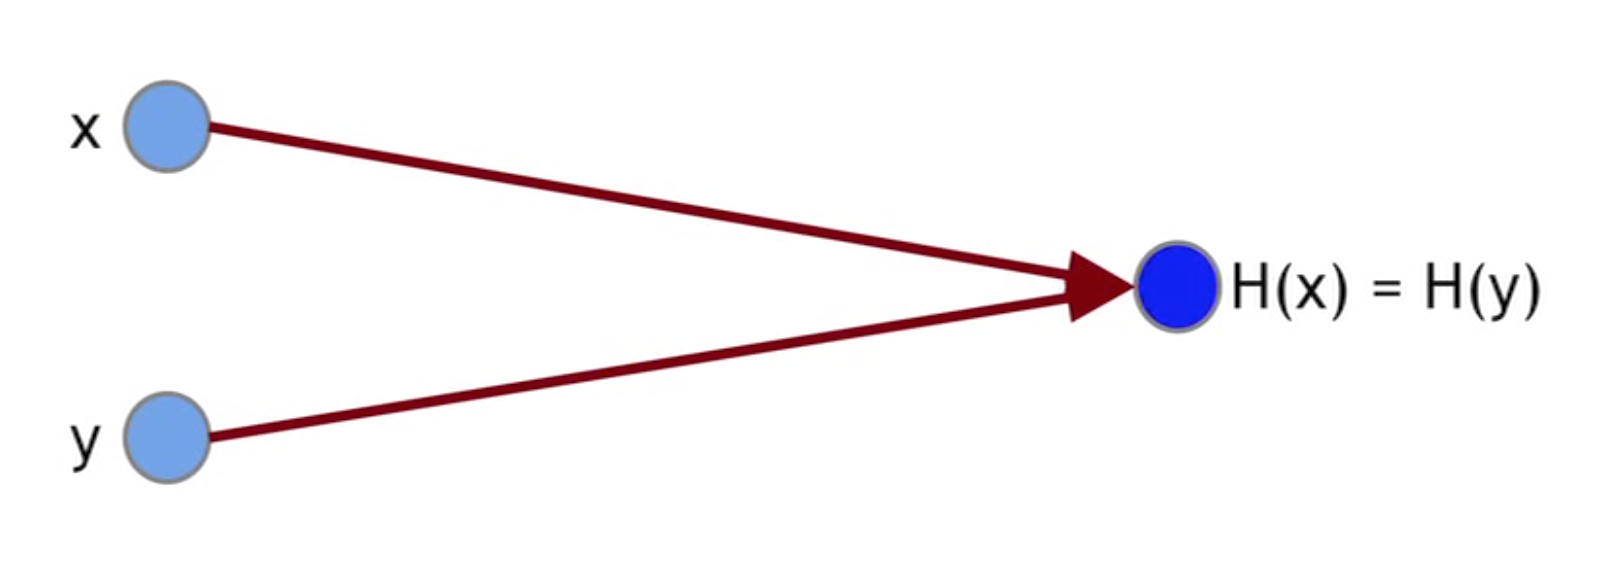 x
H(x) = H(y)
y